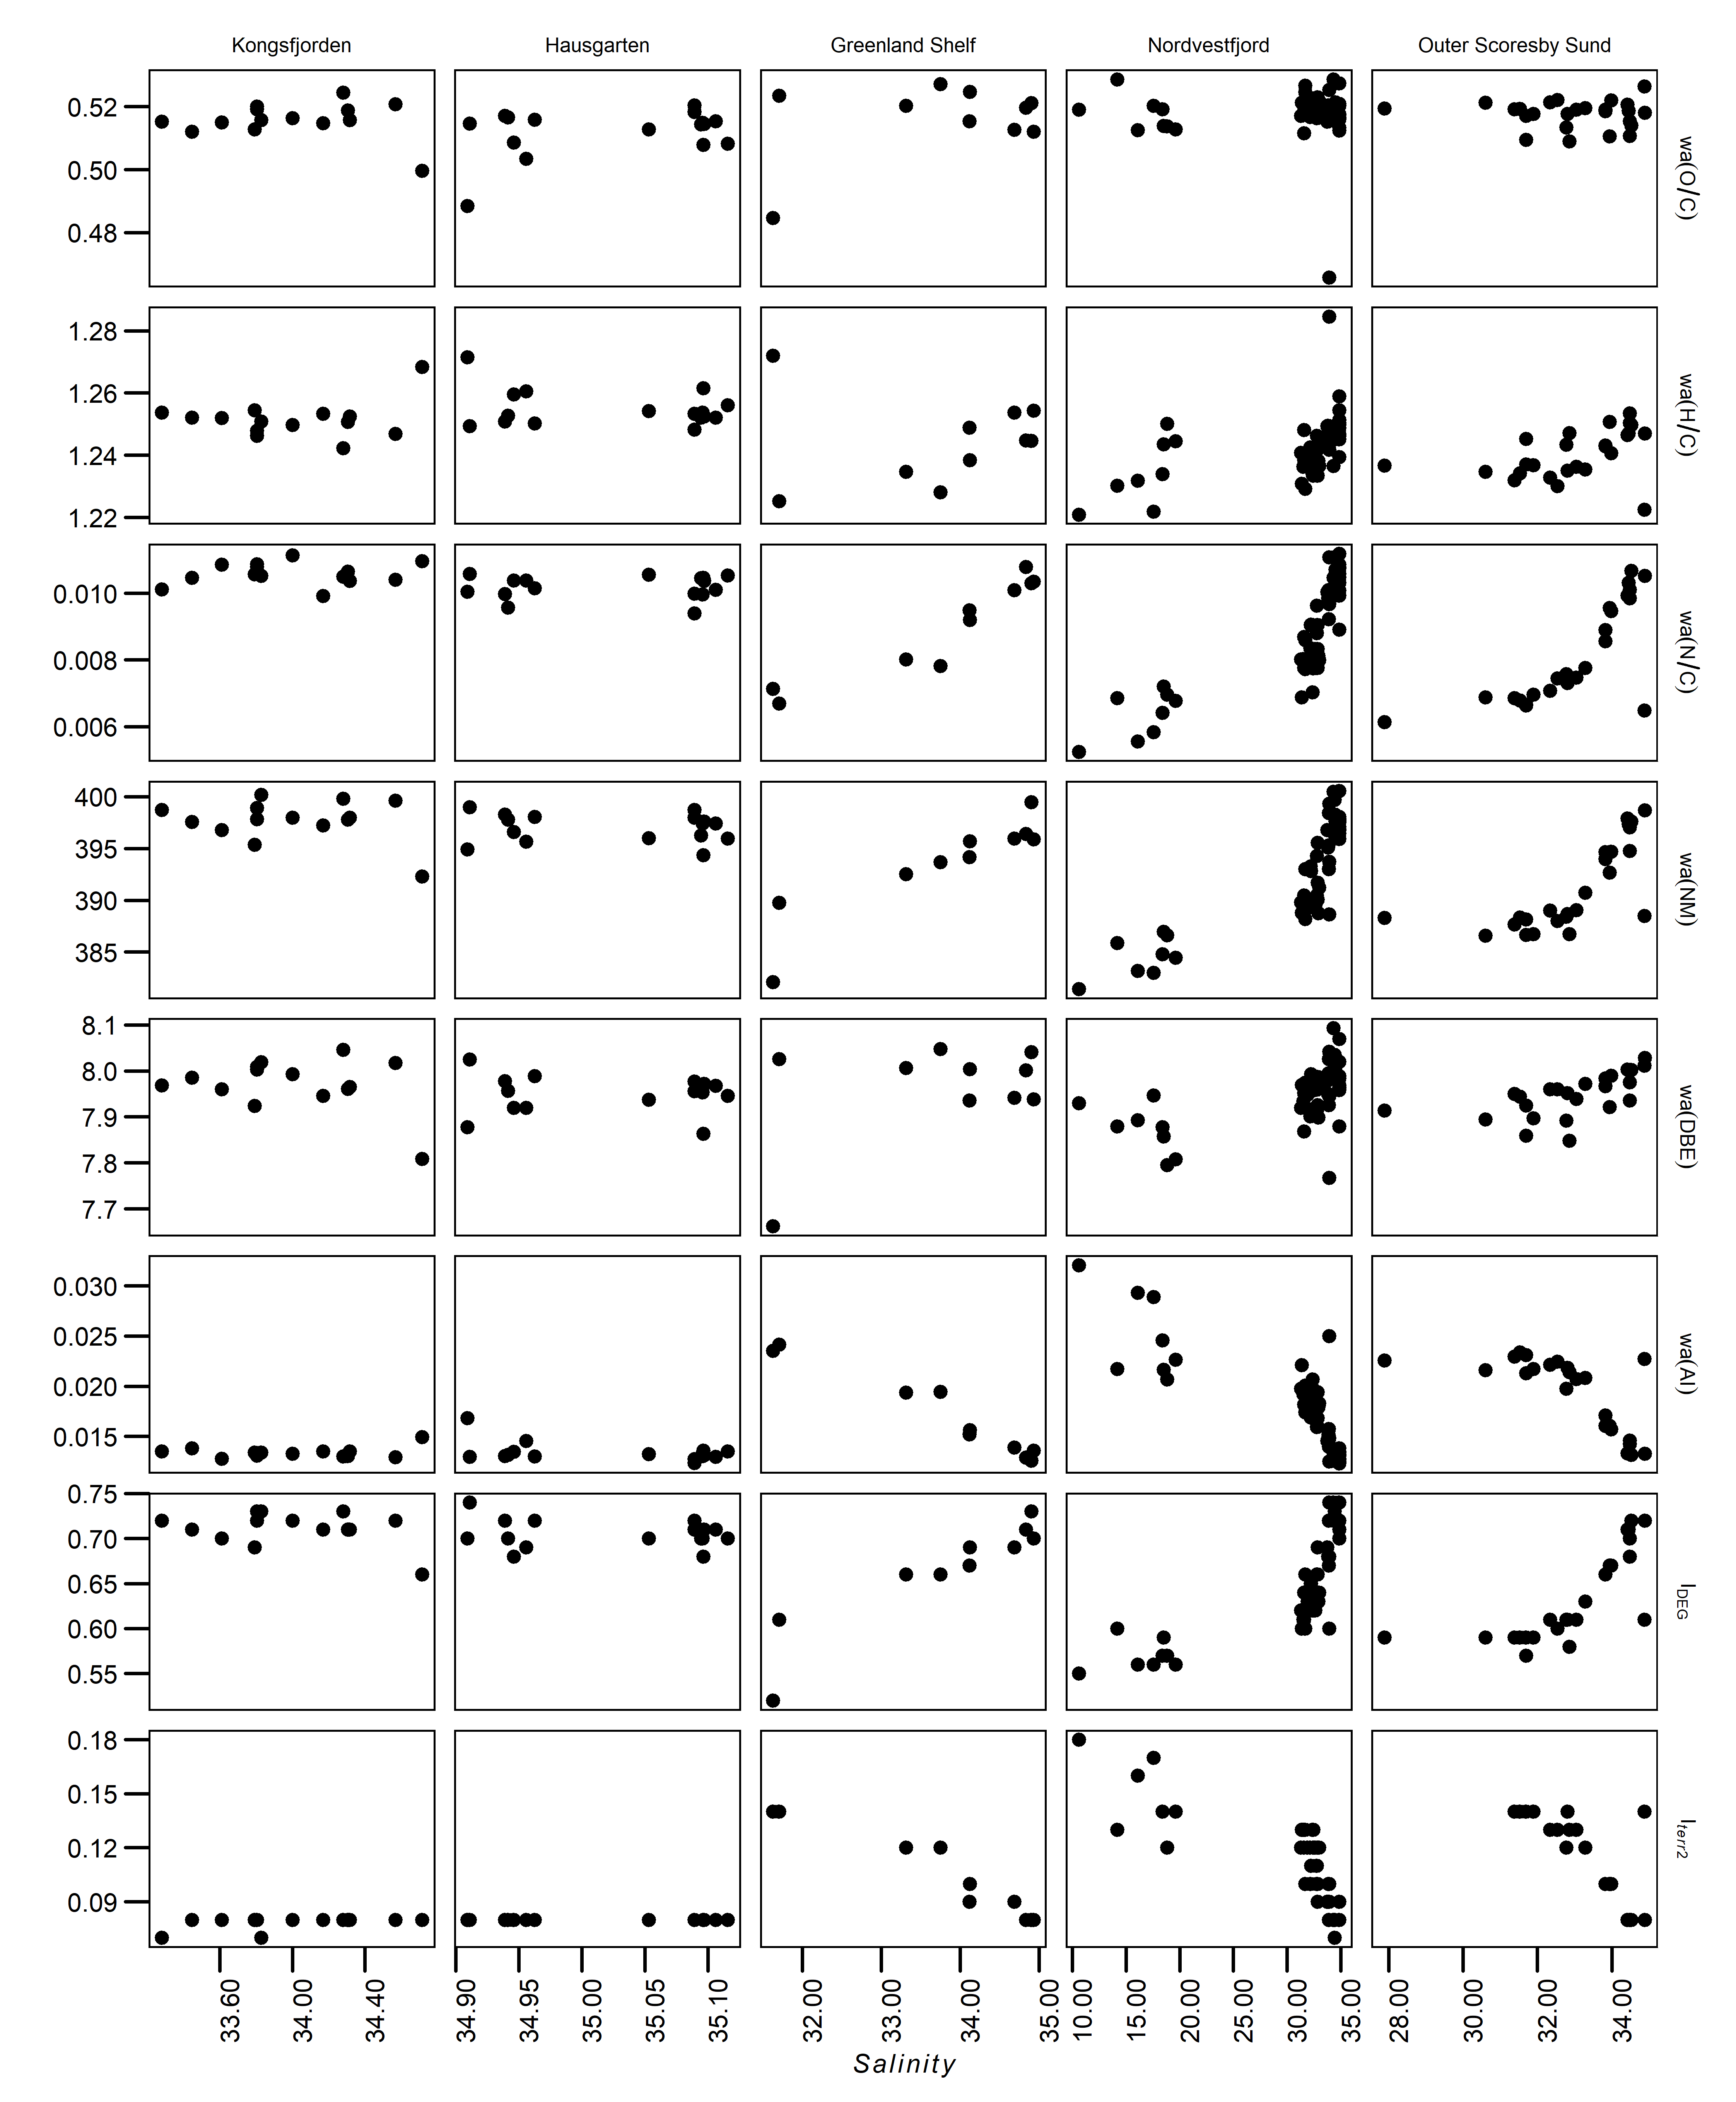 Kongsfjorden Hausgarten Greenland Shelf Nordvestfjord Outer Scoresby Sund
0.52
0.50
0.48
wa(O/C)
1.28
1.26
1.24
1.22
wa(H/C)
0.010
0.008
0.006
wa(N/C)
400
395
390
385
wa(NM)
8.1
8.0
7.9
7.8
7.7
wa(DBE)
0.030
0.025
0.020
0.015
wa(AI)
0.75
0.70
0.65
0.60
0.55
IDEG
0.18
0.15
0.12
0.09
Iterr2
33.60 34.00 34.40 34.90 34.95 35.00 35.05 35.10 32.00 33.00 34.00 35.00 10.00 15.00 20.00 25.00 30.00 35.00 28.00 30.00 32.00 34.00
Salinity